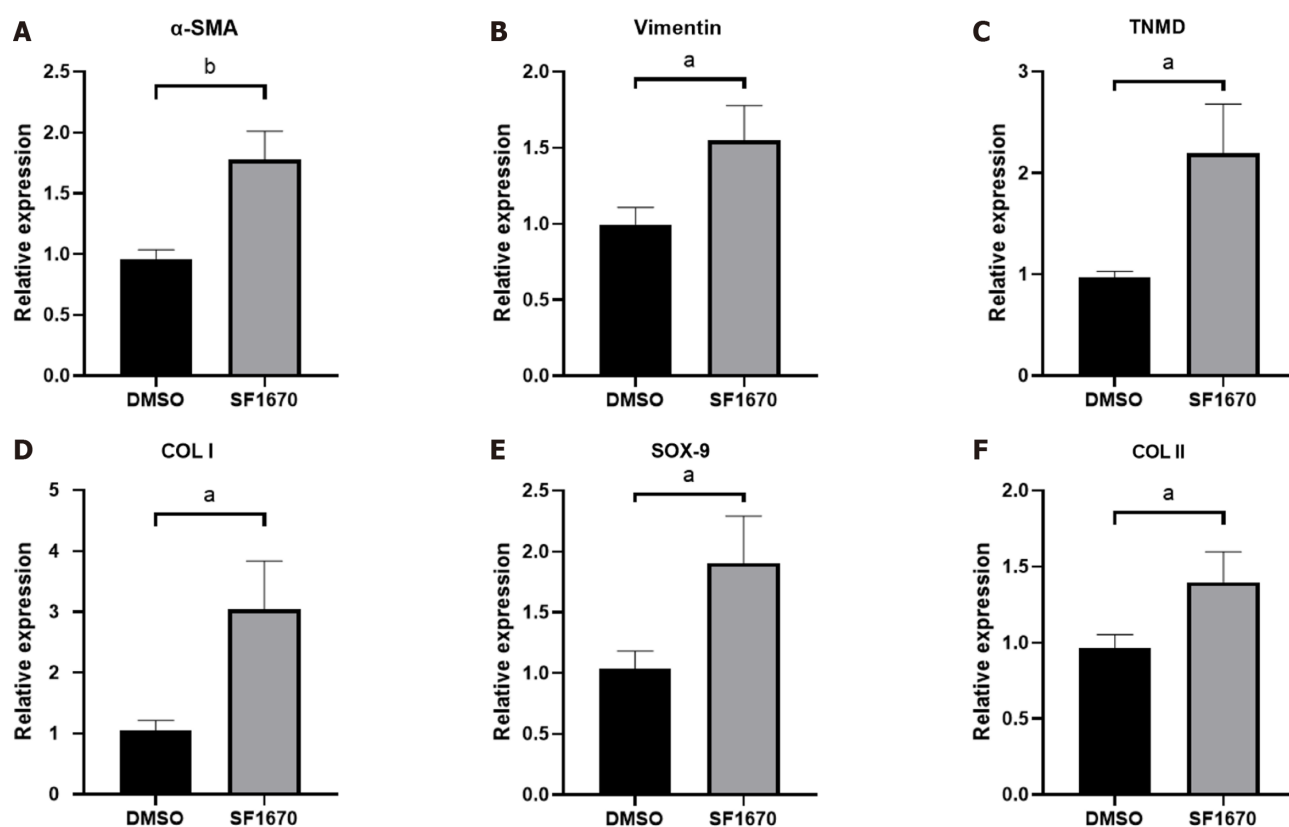 A
α-SMA
b
Relative expression
2.5
2.0
1.5
1.0
0.5
0.0
DMSO
SF1670
B
Vimentin
a
Relative expression
2.0
1.5
1.0
0.5
0.0
DMSO
SF1670
C
TNMD
a
Relative expression
3
2
1
0
DMSO
SF1670
D
COL I
a
Relative expression
5
4
3
2
1
0
DMSO
SF1670
E
SOX-9
a
Relative expression
2.5
2.0
1.5
1.0
0.5
0.0
DMSO
SF1670
F
COL II
a
Relative expression
2.0
1.5
1.0
0.5
0.0
DMSO
SF1670